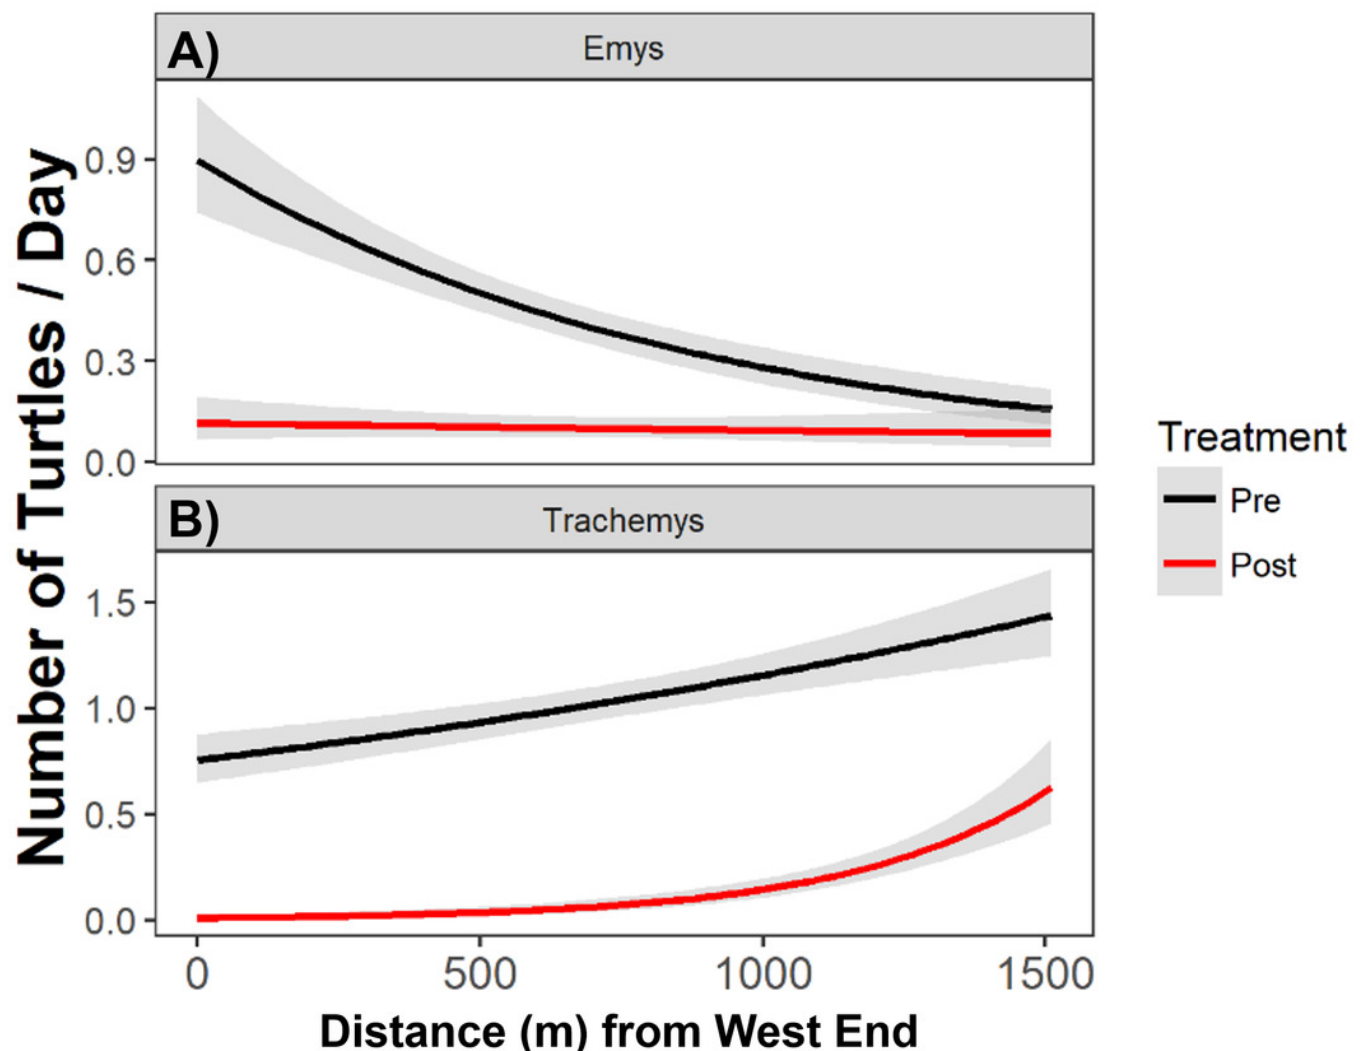 A)
Emys
0.9
0.6
0.3
0.0
Number of Turtles / Day
B)
Trachemys
1.5
1.0
0.5
0.0
0
500
1000
1500
Distance (m) from West End
Treatment
Pre
Post